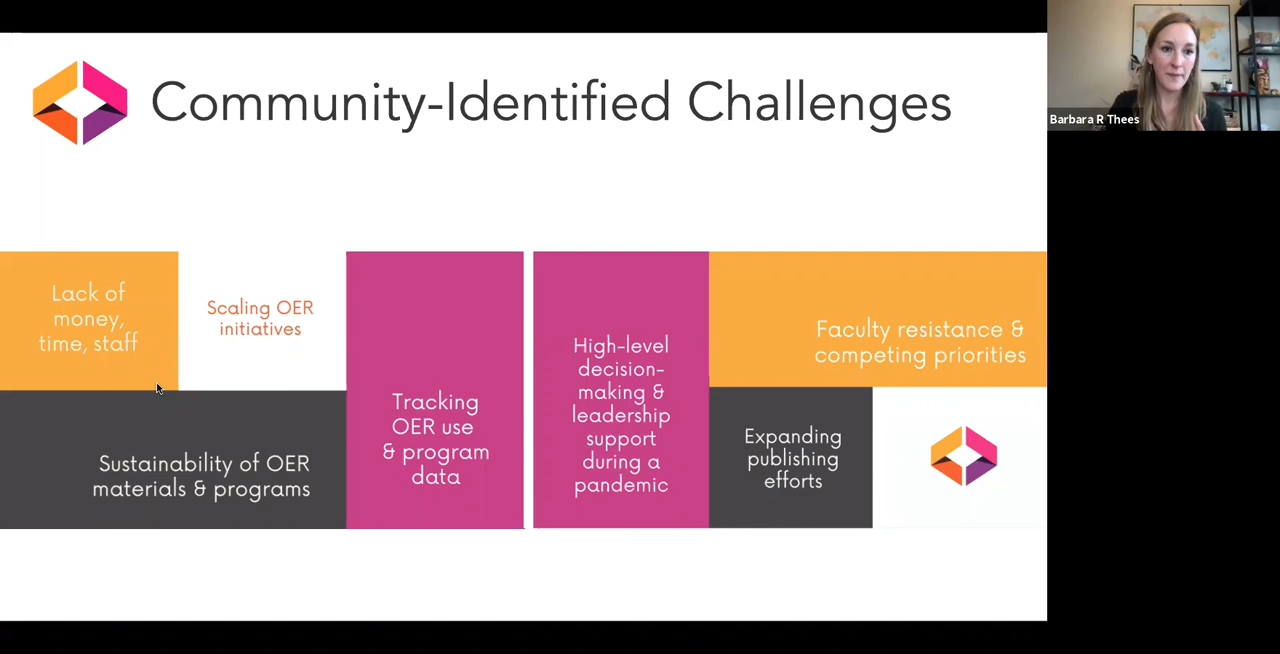 Community-Identified Challenges
Barbara R Thees
Lack of
money,
time, staff
Scaling OER
initiatives
Sustainability of OER
materials & programs
Tracking
OER use
& program
data
High-level
decision-
making &
leadership
support
during a
pandemic
Faculty resistance &
competing priorities
Expanding
publishing
efforts